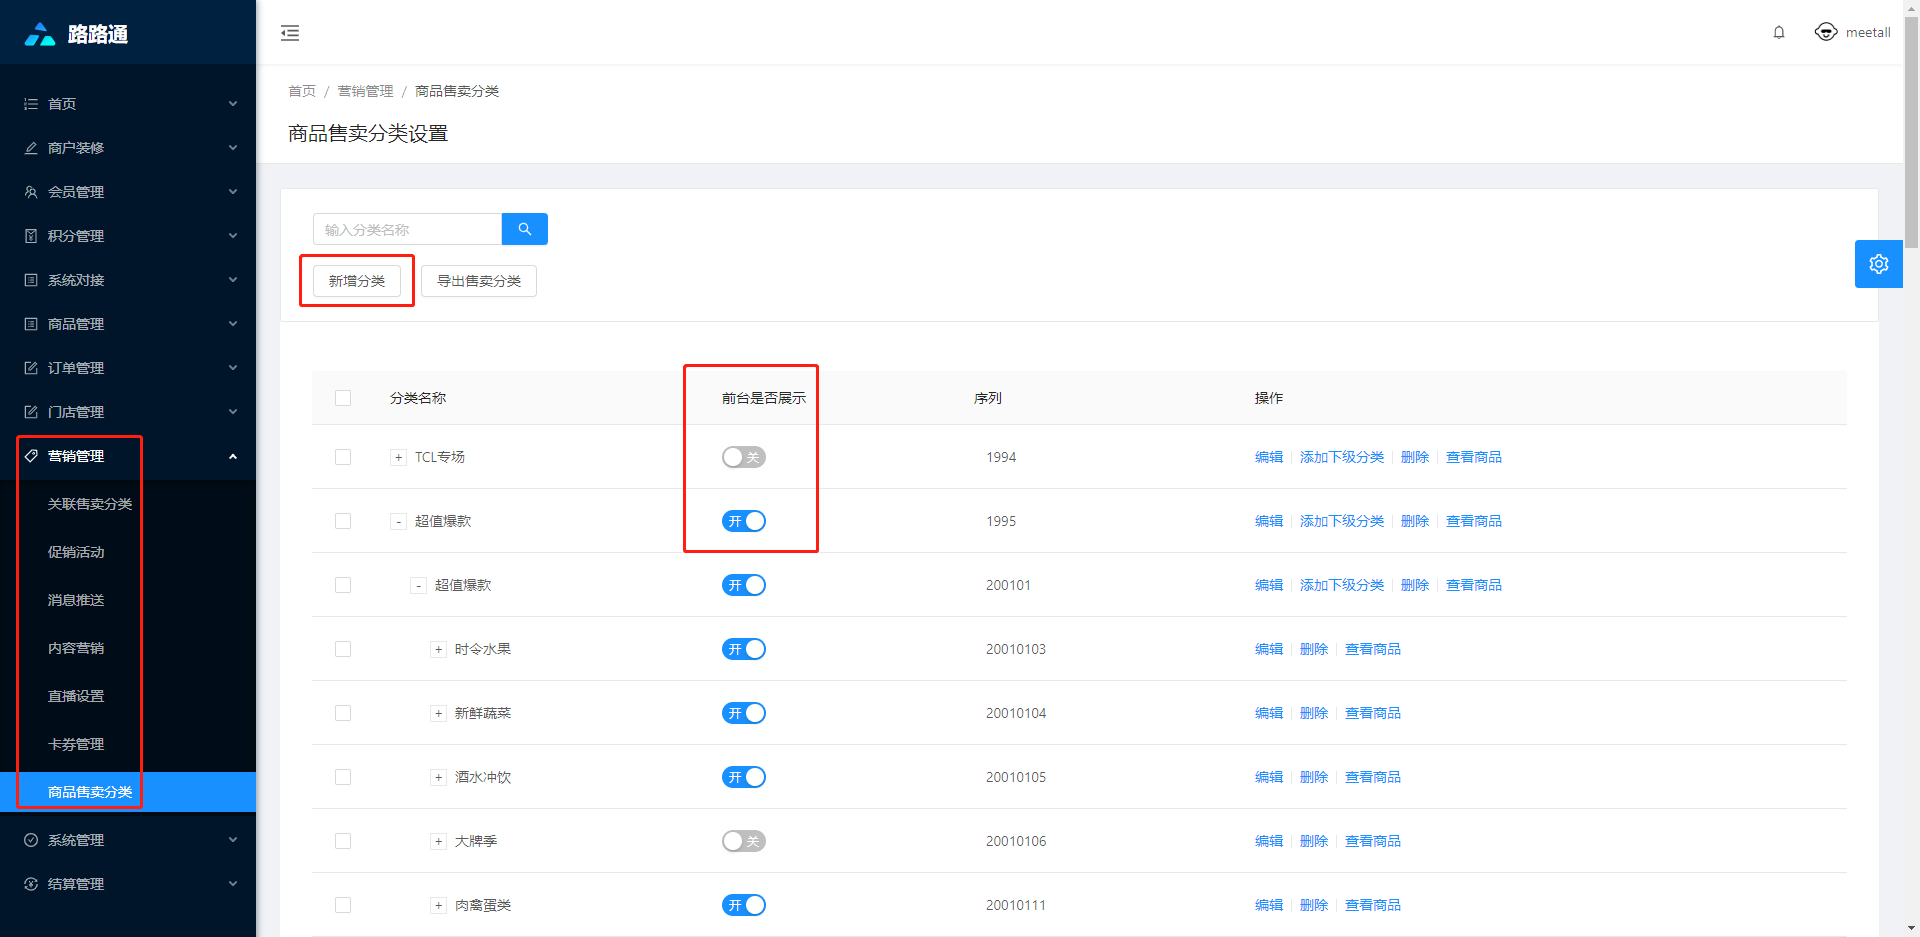 路路通
meetall
首页
商户装修
会员管理
积分管理
系统对接
商品管理
订单管理
门店管理
营销管理
关联售卖分类
促销活动
消息推送
内容营销
直播设置
卡券管理
商品售卖分类
系统管理
结算管理
首页 / 营销管理 / 商品售卖分类
商品售卖分类设置
输入分类名称
新增分类 导出售卖分类
分类名称 前台是否展示 序列 操作
+ TCL专场 关 1994 编辑 添加下级分类 删除 查看商品
- 超值爆款 开 1995 编辑 添加下级分类 删除 查看商品
- 超值爆款 开 200101 编辑 添加下级分类 删除 查看商品
+ 时令水果 开 20010103 编辑 删除 查看商品
+ 新鲜蔬菜 开 20010104 编辑 删除 查看商品
+ 酒水冲饮 开 20010105 编辑 删除 查看商品
+ 大牌季 关 20010106 编辑 删除 查看商品
+ 肉禽蛋类 开 20010111 编辑 删除 查看商品